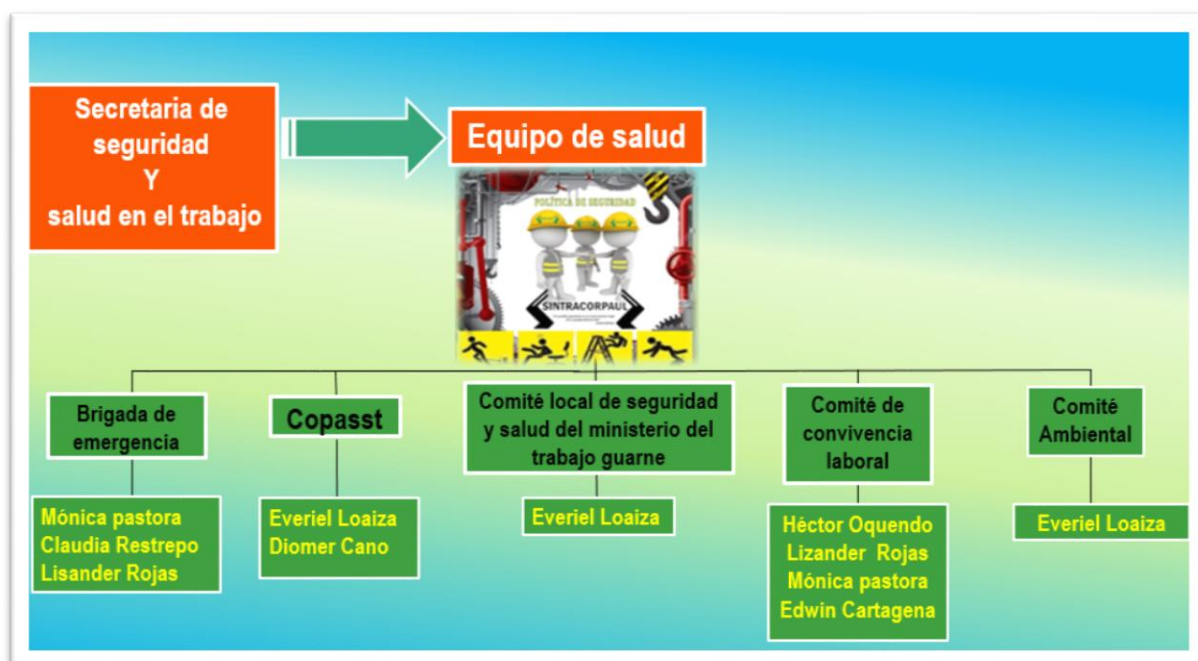 Secretaria de
seguridad
Y
salud en el trabajo
Equipo de salud
POLÍTICA DE SEGURIDAD
SINTRACORPAUL
Brigada de
emergencia
Mónica pastora
Claudia Restrepo
Lisander Rojas
Copasst
Everiel Loaiza
Diomer Cano
Comité local de seguridad
y salud del ministerio del
trabajo guarne
Everiel Loaiza
Comité de
convivencia
laboral
Héctor Oquendo
Lizander Rojas
Mónica pastora
Edwin Cartagena
Comité
Ambiental
Everiel Loaiza